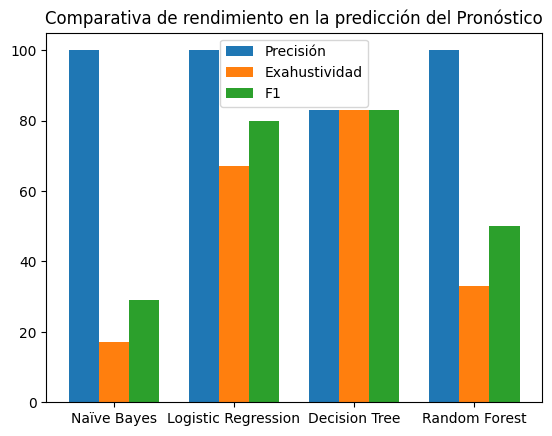 Comparativa de rendimiento en la predicción del Pronóstico
100
80
60
40
20
0
Precisión
Exahustividad
F1
Naïve Bayes
Logistic Regression
Decision Tree
Random Forest